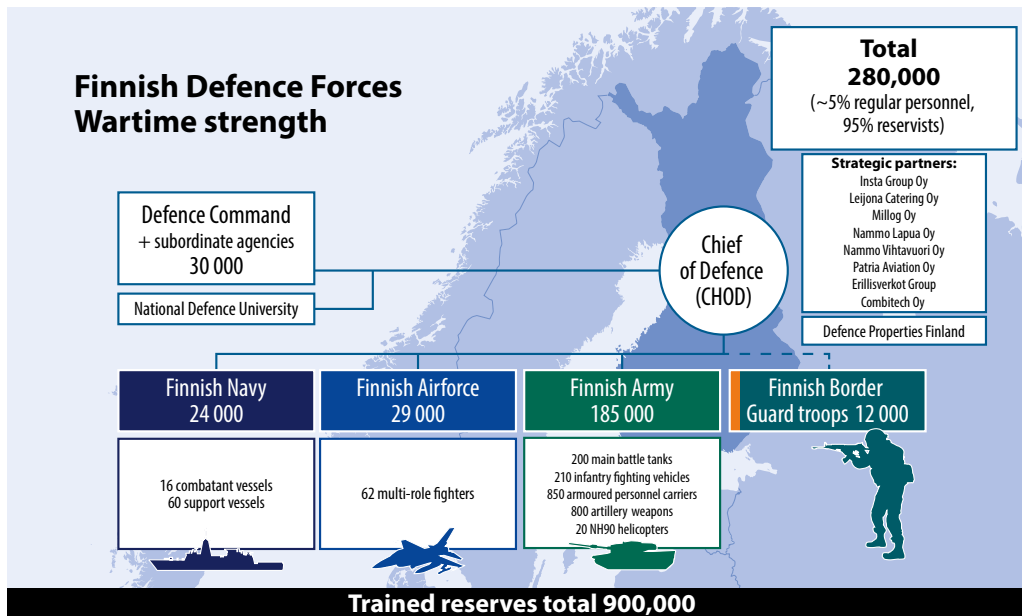 Finnish Defence Forces
Wartime strength
Total
280,000
(~5% regular personnel,
95% reservists)
Strategic partners:
Insta Group Oy
Leijona Catering Oy
Millog Oy
Nammo Lapua Oy
Nammo Vihtavuori Oy
Patria Aviation Oy
Erillisverkot Group
Combitech Oy
Defence Properties Finland
Defence Command
+ subordinate agencies
30 000
National Defence University
Chief
of Defence
(CHOD)
Finnish Navy
24 000
Finnish Airforce
29 000
Finnish Army
185 000
Finnish Border
Guard troops 12 000
16 combatant vessels
60 support vessels
62 multi-role fighters
200 main battle tanks
210 infantry fighting vehicles
850 armoured personnel carriers
800 artillery weapons
20 NH90 helicopters
Trained reserves total 900,000